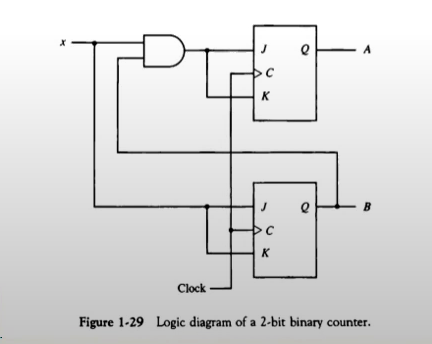 x
J Q A
C
K
J Q B
C
K
Clock
Figure 1-29 Logic diagram of a 2-bit binary counter.